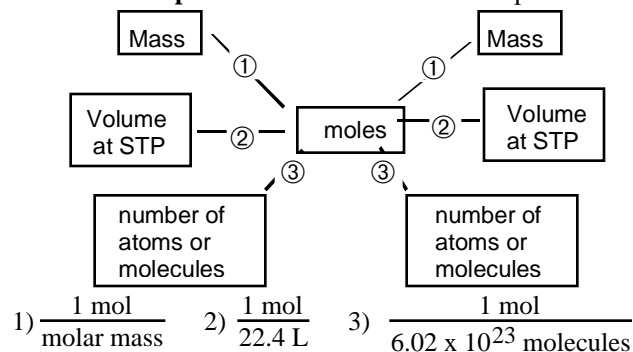 Mass
Mass
①
①
Volume
at STP
②
moles
②
Volume
at STP
③
③
number of
atoms or
molecules
number of
atoms or
molecules
1) 1 mol / molar mass 2) 1 mol / 22.4 L 3) 1 mol / 6.02 x 10^23 molecules